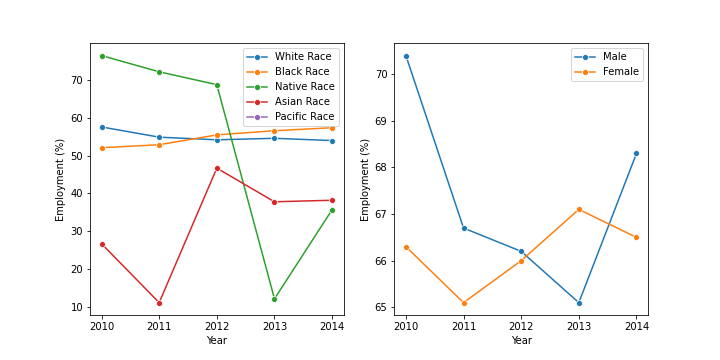 White Race
Black Race
Native Race
Asian Race
Pacific Race
70
60
50
40
30
20
10
Employment (%)
2010 2011 2012 2013 2014
Year
Male
Female
70
69
68
67
66
65
Employment (%)
2010 2011 2012 2013 2014
Year